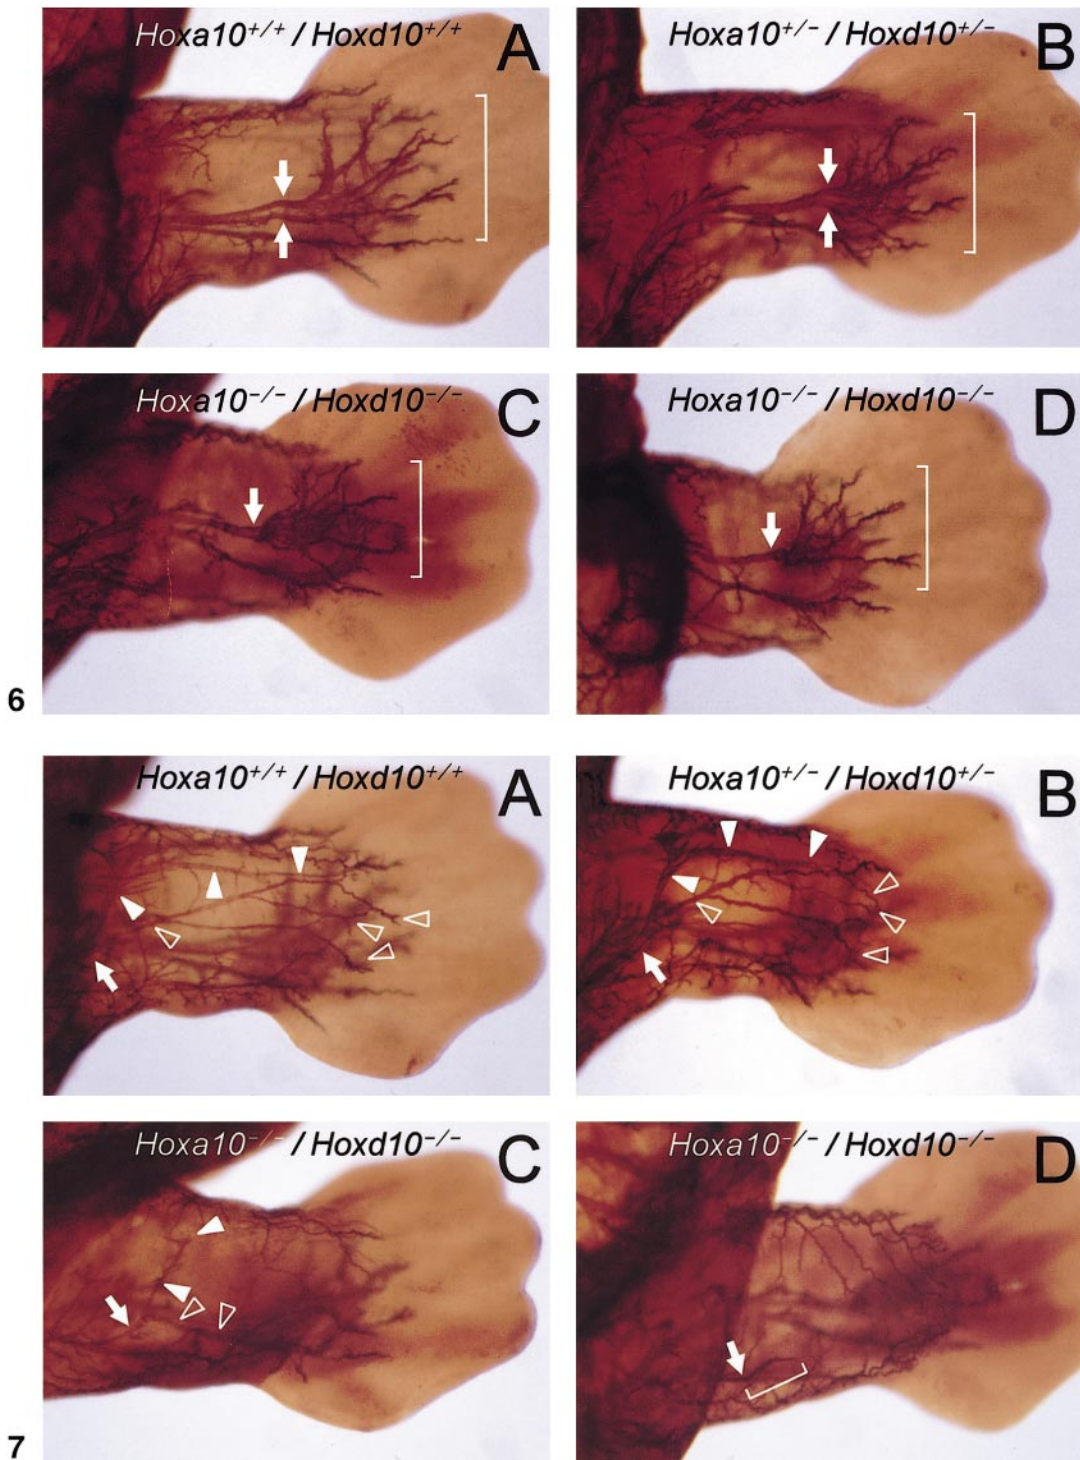 Hoxa10+/+ / Hoxd10+/+ A
Hoxa10+/- / Hoxd10+/- B
Hoxa10-/- / Hoxd10-/- C
Hoxa10-/- / Hoxd10-/- D
6
Hoxa10+/+ / Hoxd10+/+ A
Hoxa10+/- / Hoxd10+/- B
Hoxa10-/- / Hoxd10-/- C
Hoxa10-/- / Hoxd10-/- D
7